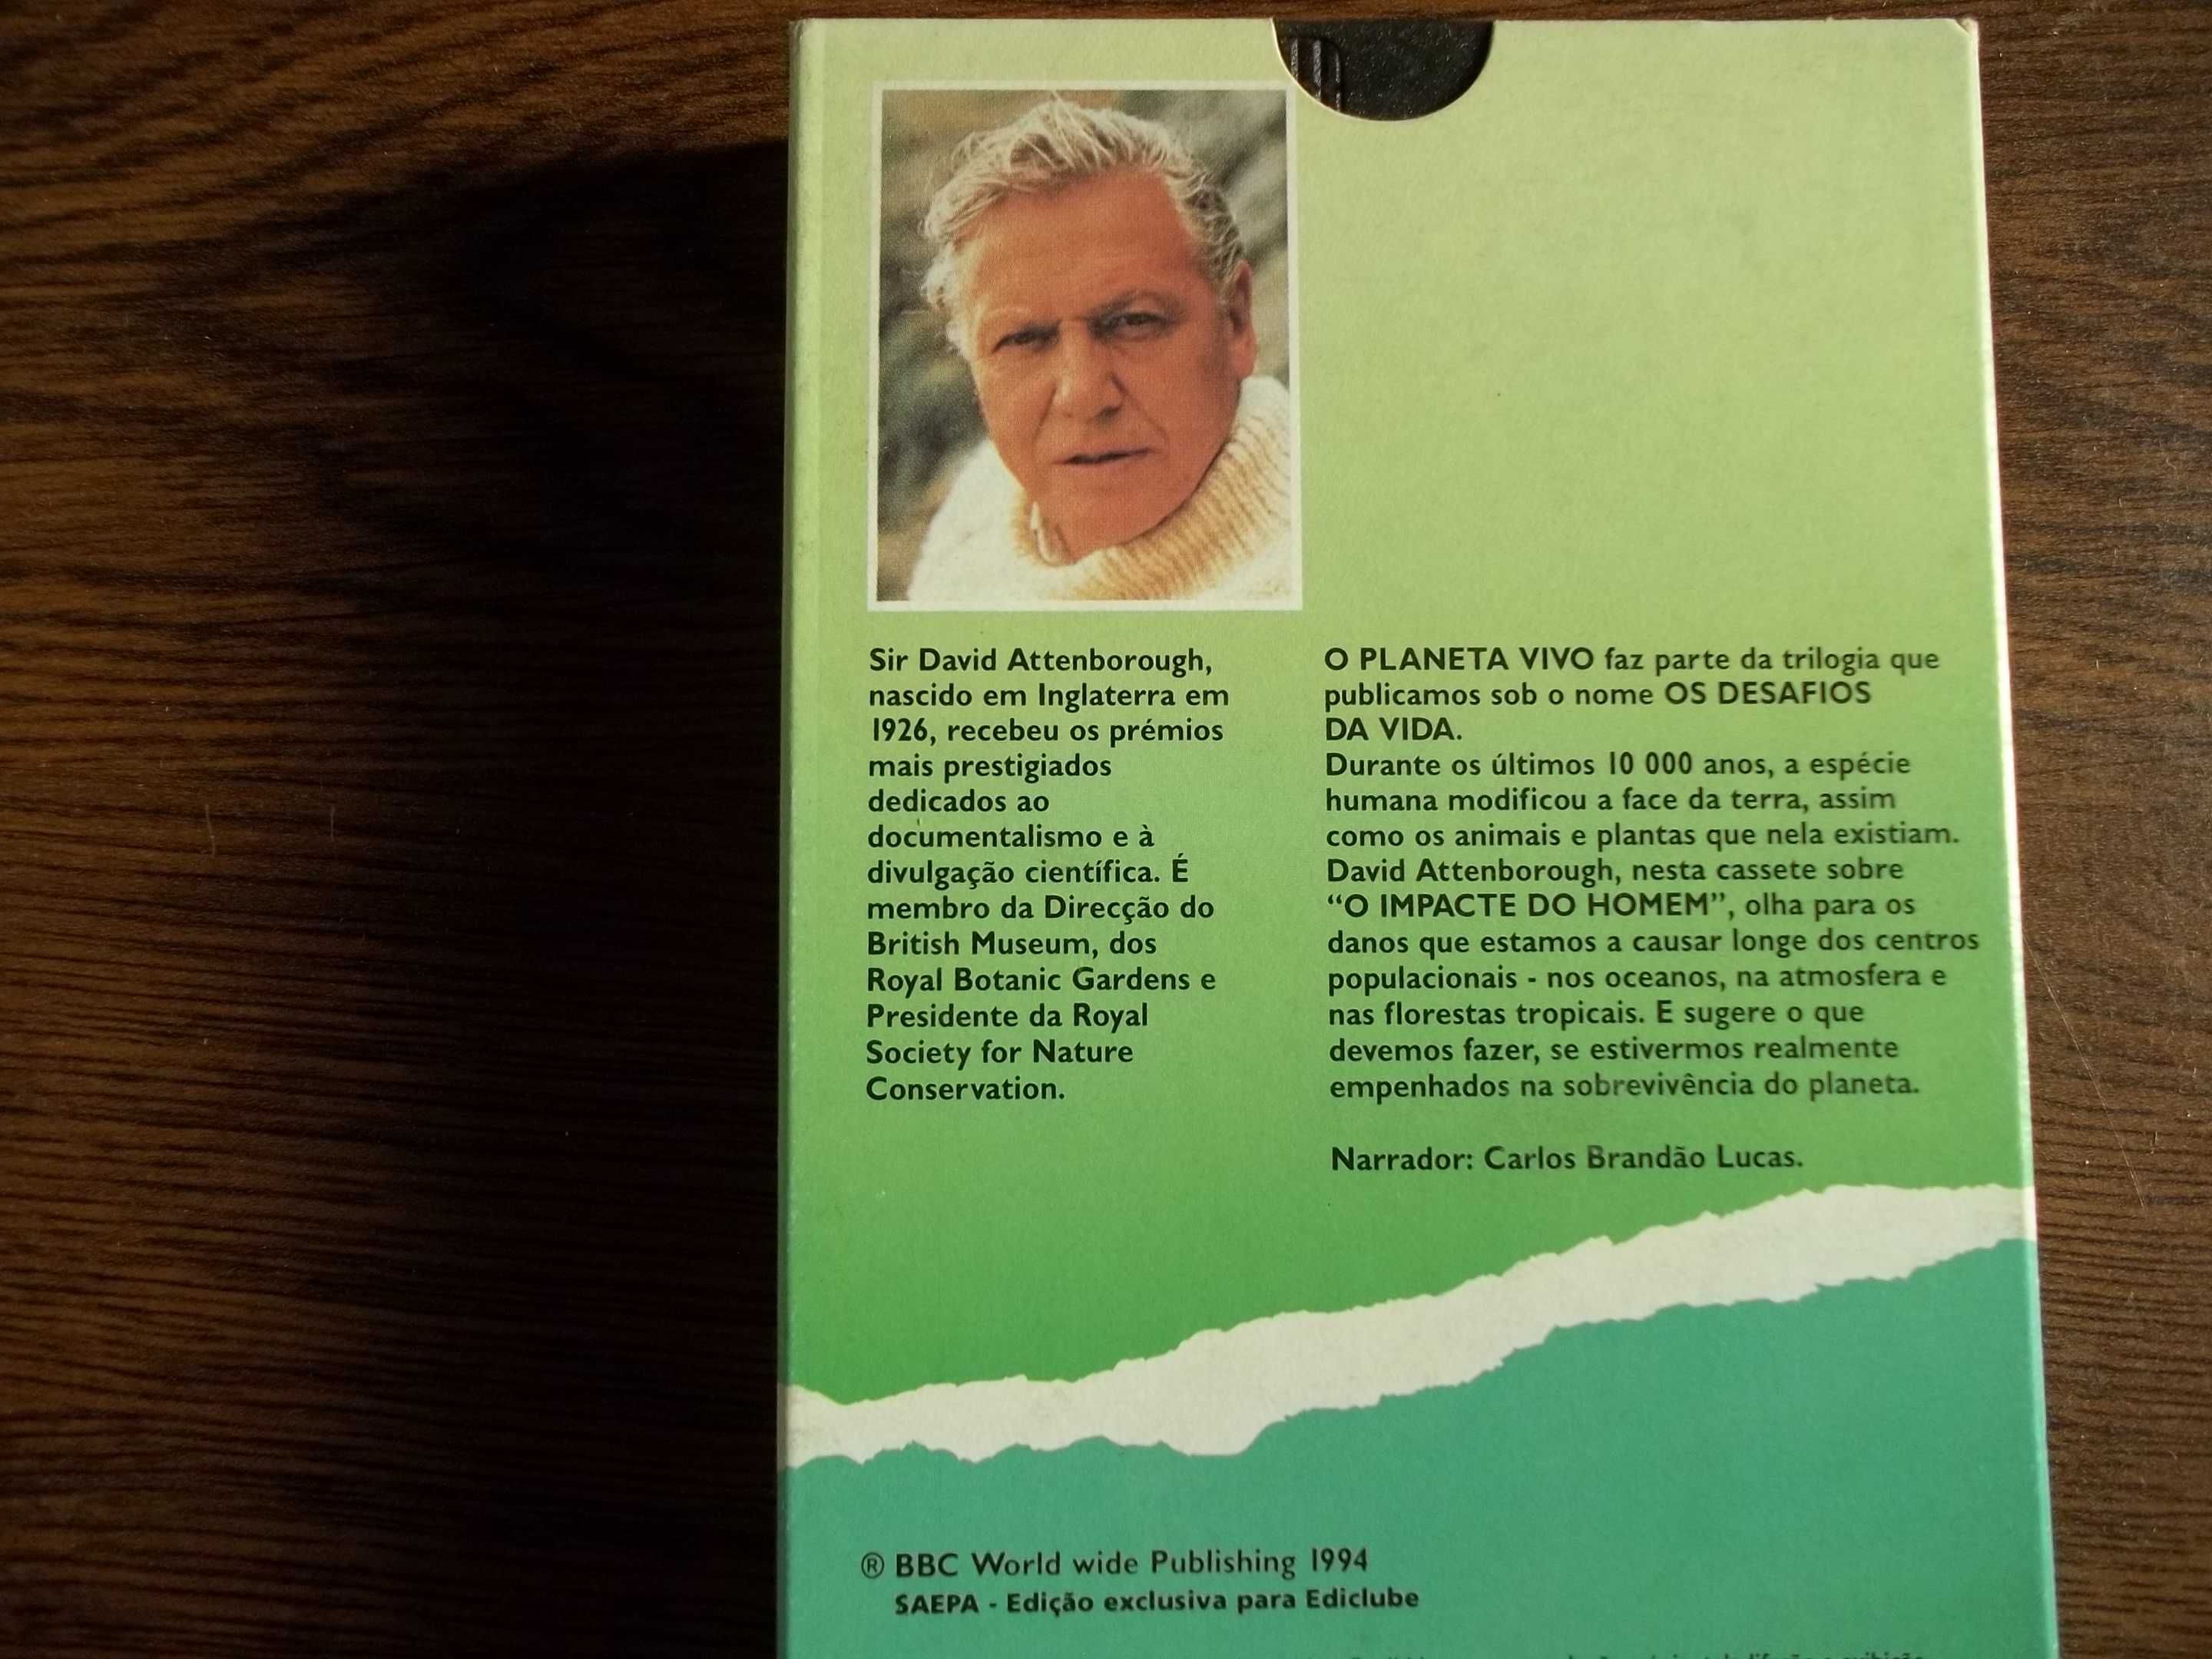 Sir David Attenborough,
nascido em Inglaterra em
1926, recebeu os prémios
mais prestigiados
dedicados ao
documentalismo e à
divulgação científica. É
membro da Direcção do
British Museum, dos
Royal Botanic Gardens e
Presidente da Royal
Society for Nature
Conservation.
O PLANETA VIVO faz parte da trilogia que
publicamos sob o nome OS DESAFIOS
DA VIDA.
Durante os últimos 10 000 anos, a espécie
humana modificou a face da terra, assim
como os animais e plantas que nela existiam.
David Attenborough, nesta cassete sobre
“O IMPACTE DO HOMEM”, olha para os
danos que estamos a causar longe dos centros
populacionais - nos oceanos, na atmosfera e
nas florestas tropicais. E sugere o que
devemos fazer, se estivermos realmente
empenhados na sobrevivência do planeta.
Narrador: Carlos Brandão Lucas.
® BBC World wide Publishing 1994
SAEPA - Edição exclusiva para Ediclube